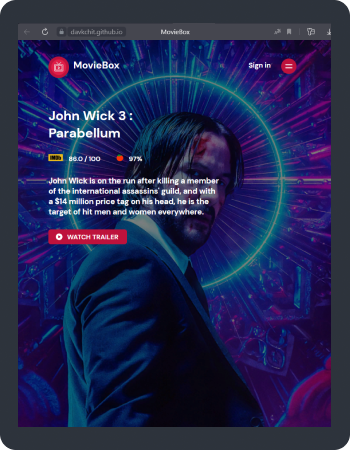 davitchit.github.io
MovieBox
MovieBox
Sign in
John Wick 3 :
Parabellum
IMDb 86.0 / 100 97%
John Wick is on the run after killing a member
of the international assassins' guild, and with
a $14 million price tag on his head, he is the
target of hit men and women everywhere.
WATCH TRAILER